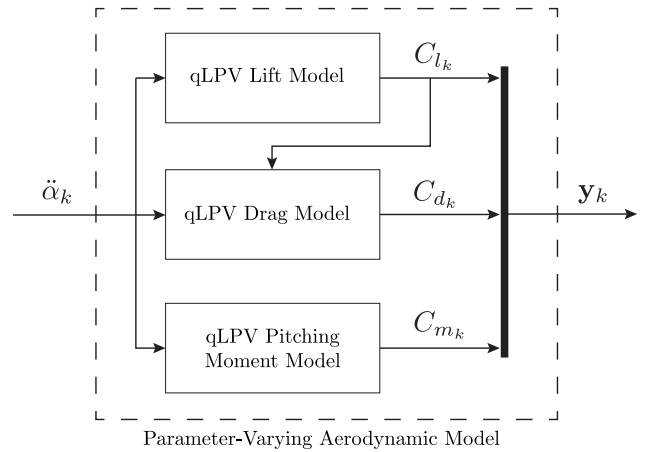 qLPV Lift Model
C_{l_k}
α̈_k
qLPV Drag Model
C_{d_k}
𝐲_k
qLPV Pitching
Moment Model
C_{m_k}
Parameter-Varying Aerodynamic Model